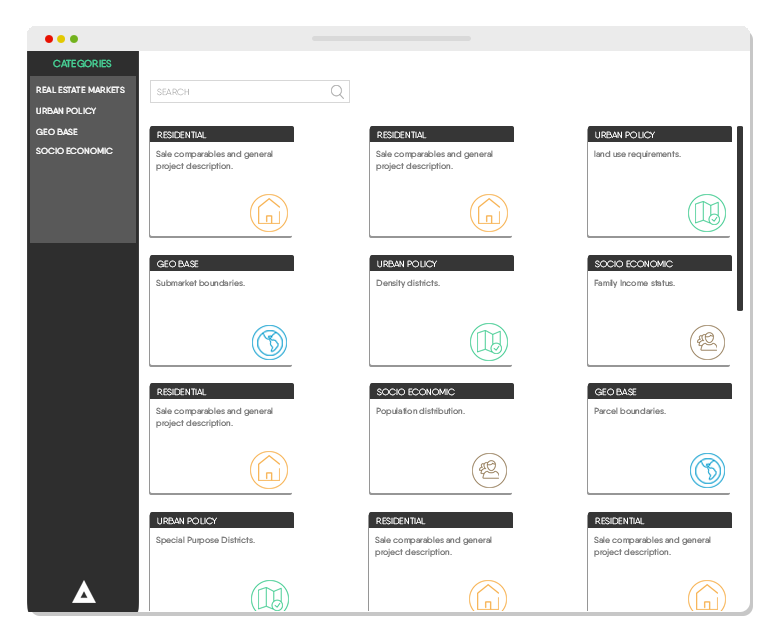 CATEGORIES
REAL ESTATE MARKETS
URBAN POLICY
GEO BASE
SOCIO ECONOMIC
SEARCH
RESIDENTIAL
Sale comparables and general
project description.
RESIDENTIAL
Sale comparables and general
project description.
URBAN POLICY
land use requirements.
GEO BASE
Submarket boundaries.
URBAN POLICY
Density districts.
SOCIO ECONOMIC
Family Income status.
RESIDENTIAL
Sale comparables and general
project description.
SOCIO ECONOMIC
Population distribution.
GEO BASE
Parcel boundaries.
URBAN POLICY
Special Purpose Districts.
RESIDENTIAL
Sale comparables and general
project description.
RESIDENTIAL
Sale comparables and general
project description.